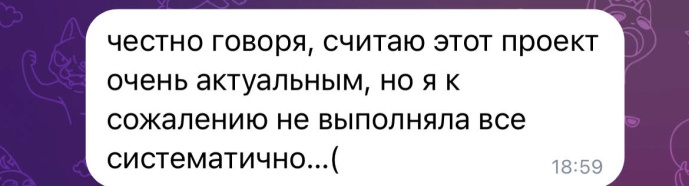 честно говоря, считаю этот проект
очень актуальным, но я к
сожалению не выполняла все
систематично...(
18:59